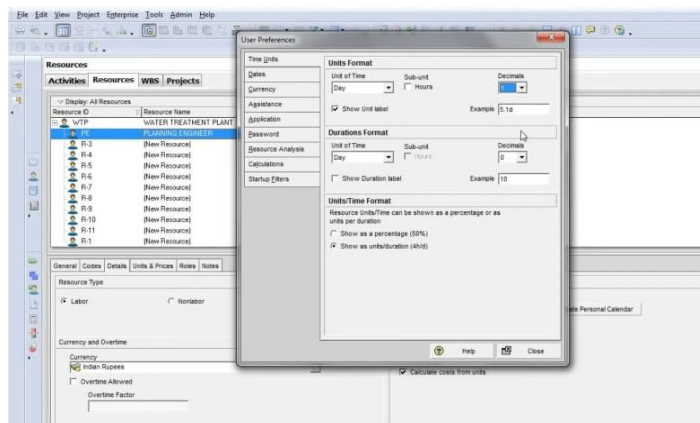 File Edit View Project Enterprise Tools Admin Help
User Preferences
Resources
Activities Resources WBS Projects
Display: All Resources
Resource ID Resource Name
WTP WATER TREATMENT PLANT
PE PLANNING ENGINEER
R-3 (New Resource)
R-4 (New Resource)
R-5 (New Resource)
R-6 (New Resource)
R-7 (New Resource)
R-8 (New Resource)
R-9 (New Resource)
R-10 (New Resource)
R-11 (New Resource)
R-1 (New Resource)
Time Units
Dates
Currency
Assistance
Application
Password
Resource Analysis
Calculations
Startup Filters
Units Format
Unit of Time Sub-unit Decimals
Day Hours 1
Show Unit label Example 5.1d
Durations Format
Unit of Time Sub-unit Decimals
Day Hours 0
Show Duration label Example 10
Units/Time Format
Resource Units/Time can be shown as a percentage or as
units per duration
Show as a percentage (50%)
Show as units/duration (4h/d)
Help Close
General Codes Details Units & Prices Roles Notes
Resource Type
Labor Nonlabor
Personal Calendar
Currency and Overtime
Currency
Indian Rupees
Overtime Allowed
Calculate costs from units
Overtime Factor